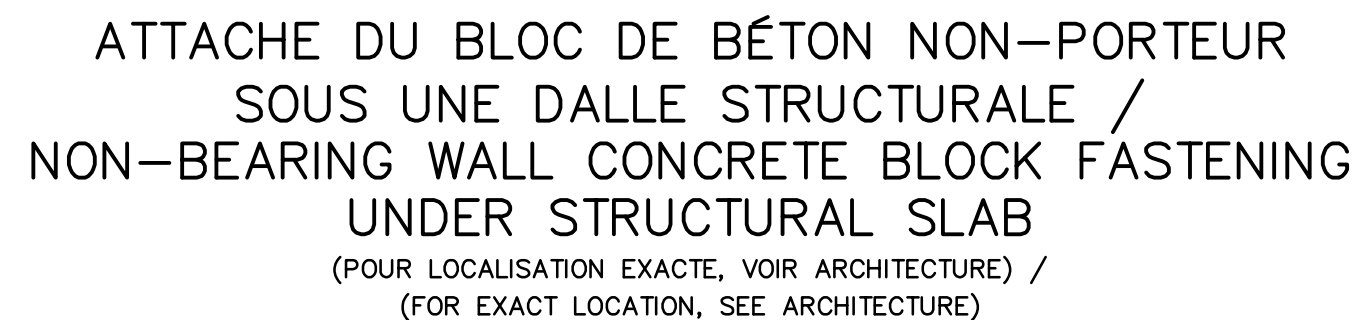 ATTACHE DU BLOC DE BÉTON NON-PORTEUR
SOUS UNE DALLE STRUCTURALE /
NON-BEARING WALL CONCRETE BLOCK FASTENING
UNDER STRUCTURAL SLAB
(POUR LOCALISATION EXACTE, VOIR ARCHITECTURE) /
(FOR EXACT LOCATION, SEE ARCHITECTURE)